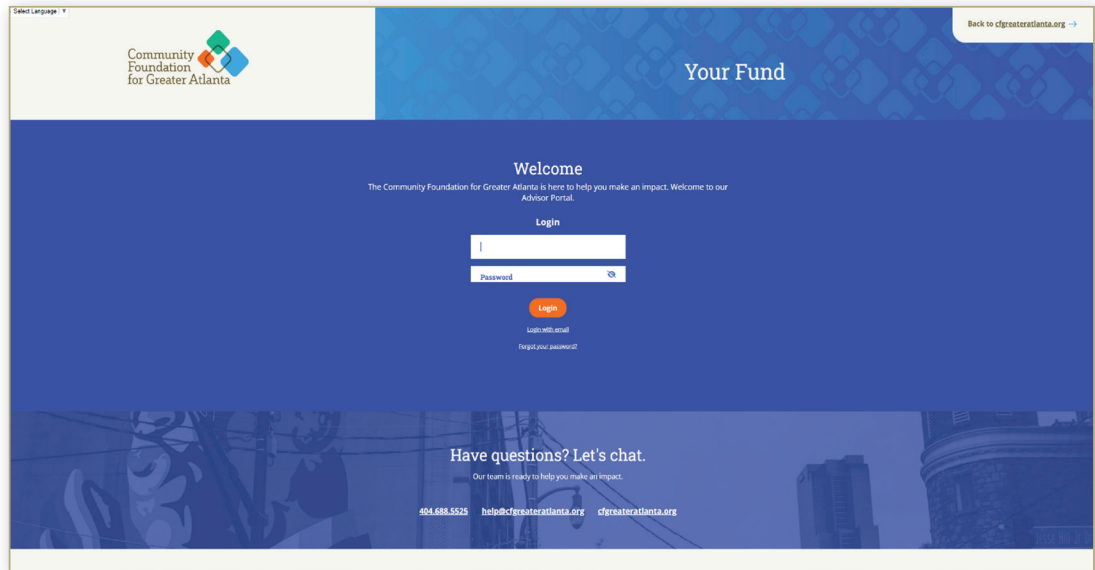 Select Language ▼
Back to cfgreateratlanta.org →
Community
Foundation
for Greater Atlanta
Your Fund
Welcome
The Community Foundation for Greater Atlanta is here to help you make an impact. Welcome to our
Advisor Portal.
Login
Password
Login
Login with email
Forgot your password?
Have questions? Let's chat.
Our team is ready to help you make an impact.
404.688.5525 help@cfgreateratlanta.org cfgreateratlanta.org